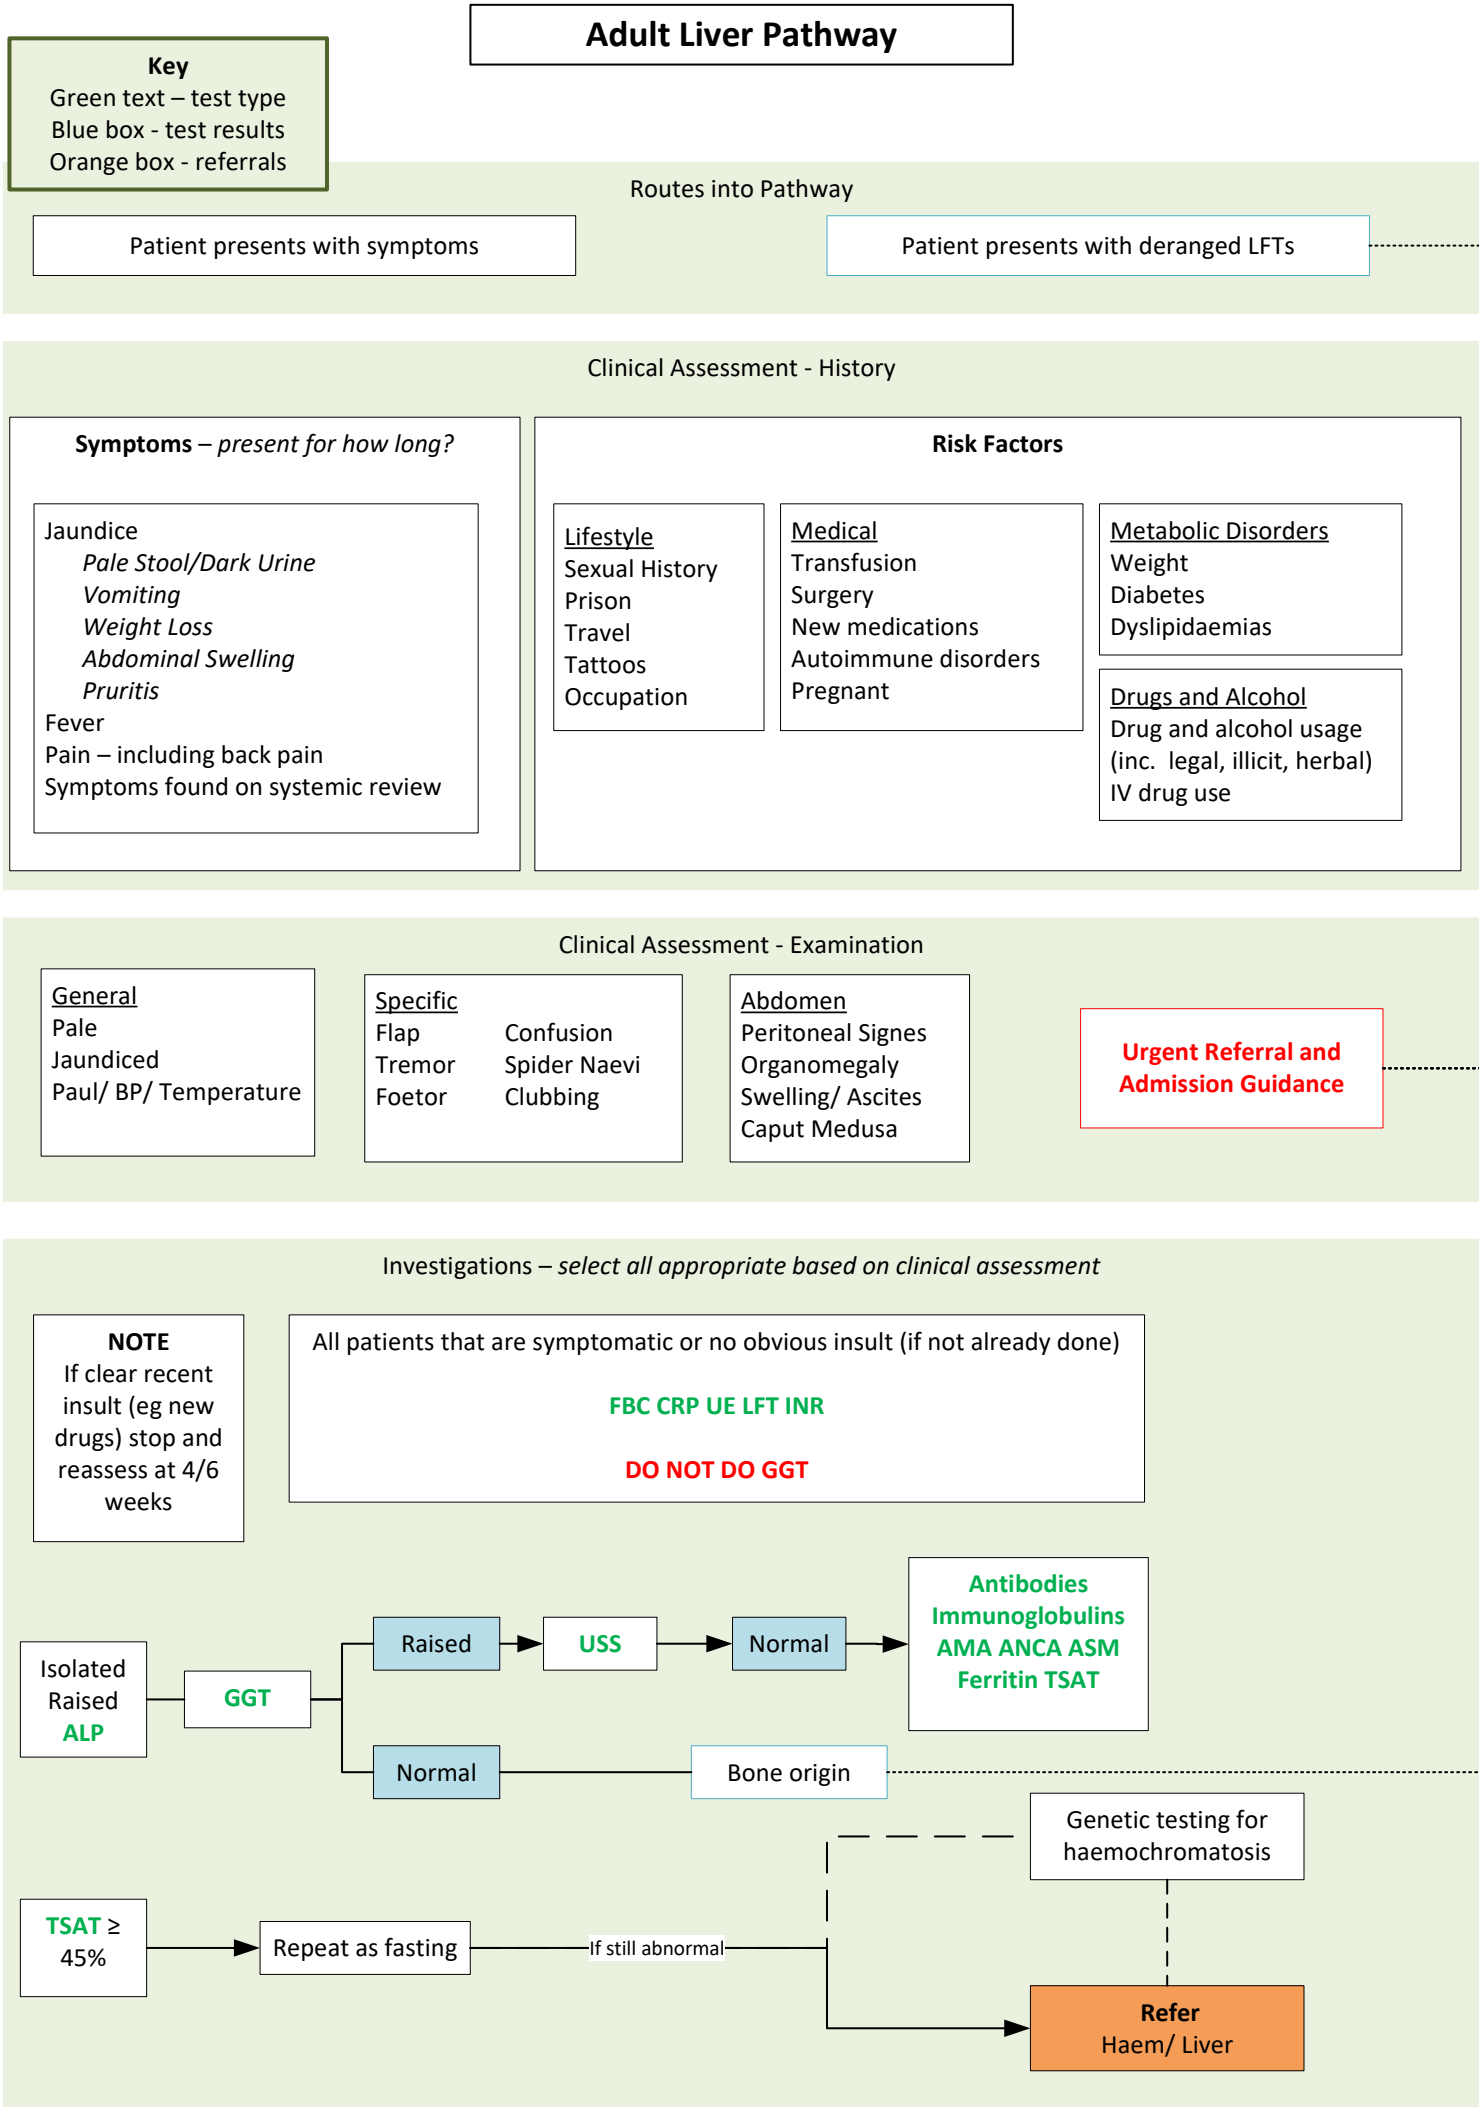 Adult Liver Pathway
Key
Green text – test type
Blue box - test results
Orange box - referrals
Routes into Pathway
Patient presents with symptoms
Patient presents with deranged LFTs
Clinical Assessment - History
Symptoms – present for how long?
Jaundice
Pale Stool/Dark Urine
Vomiting
Weight Loss
Abdominal Swelling
Pruritis
Fever
Pain – including back pain
Symptoms found on systemic review
Risk Factors
Lifestyle
Sexual History
Prison
Travel
Tattoos
Occupation
Medical
Transfusion
Surgery
New medications
Autoimmune disorders
Pregnant
Metabolic Disorders
Weight
Diabetes
Dyslipidaemias
Drugs and Alcohol
Drug and alcohol usage
(inc. legal, illicit, herbal)
IV drug use
Clinical Assessment - Examination
General
Pale
Jaundiced
Paul/ BP/ Temperature
Specific
Flap Confusion
Tremor Spider Naevi
Foetor Clubbing
Abdomen
Peritoneal Signes
Organomegaly
Swelling/ Ascites
Caput Medusa
Urgent Referral and
Admission Guidance
Investigations – select all appropriate based on clinical assessment
NOTE
If clear recent
insult (eg new
drugs) stop and
reassess at 4/6
weeks
All patients that are symptomatic or no obvious insult (if not already done)
FBC CRP UE LFT INR
DO NOT DO GGT
Isolated
Raised
ALP
GGT
Raised
USS
Normal
Antibodies
Immunoglobulins
AMA ANCA ASM
Ferritin TSAT
Normal
Bone origin
TSAT ≥
45%
Repeat as fasting
If still abnormal
Genetic testing for
haemochromatosis
Refer
Haem/ Liver